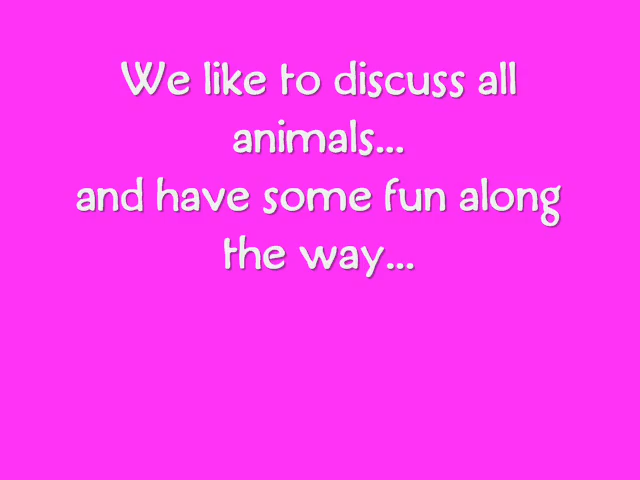 We like to discuss all
animals...
and have some fun along
the way...